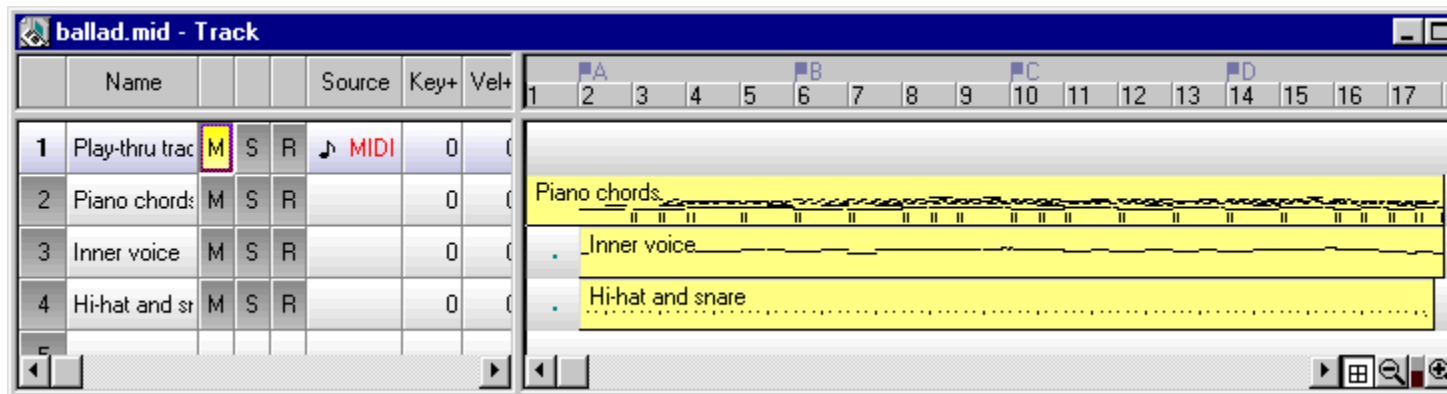 ballad.mid - Track
Name Source Key+ Vel+
A B C D
1 2 3 4 5 6 7 8 9 10 11 12 13 14 15 16 17
1 Play-thru trac M S R MIDI 0
2 Piano chords M S R 0 Piano chords
3 Inner voice M S R 0 Inner voice
4 Hi-hat and sr M S R 0 Hi-hat and snare